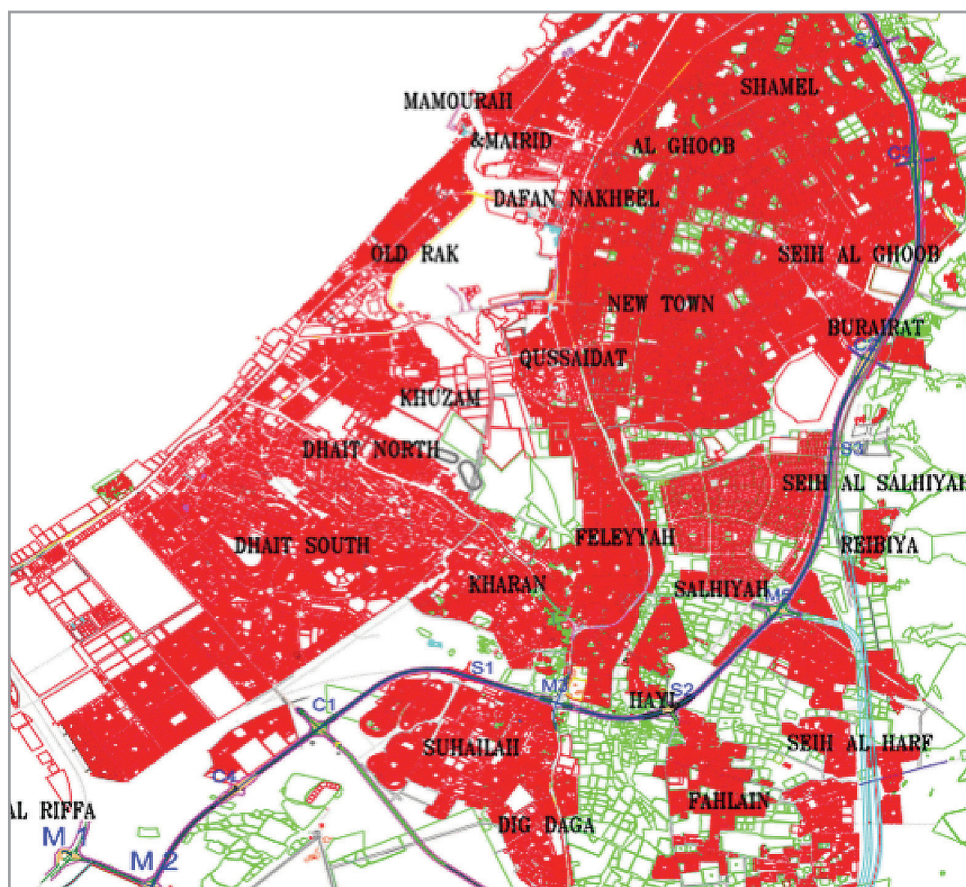 S4
SHAMEL
MAMOURAH
&MAIRID
AL GHOOB
C3
DAFAN NAKHEEL
OLD RAK
SEIH AL GHOOB
NEW TOWN
BURAIRAT
QUSSAIDAT
KHUZAM
DHAIT NORTH
S3
SEIH AL SALHIYAH
FELEYYAH
REIBIYA
DHAIT SOUTH
KHARAN
SALHIYAH
S1
S2
HAYL
C1
SUHAILAH
SEIH AL HARF
FAHLAIN
AL RIFFA
DIG DAGA
M 1
M 2